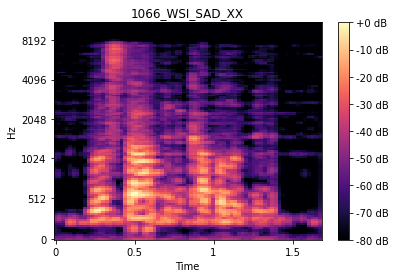 1066_WSI_SAD_XX
+0 dB
8192
-10 dB
4096
-20 dB
-30 dB
2048
Hz
-40 dB
1024
-50 dB
512
-60 dB
-70 dB
0
-80 dB
0
0.5
1
1.5
Time